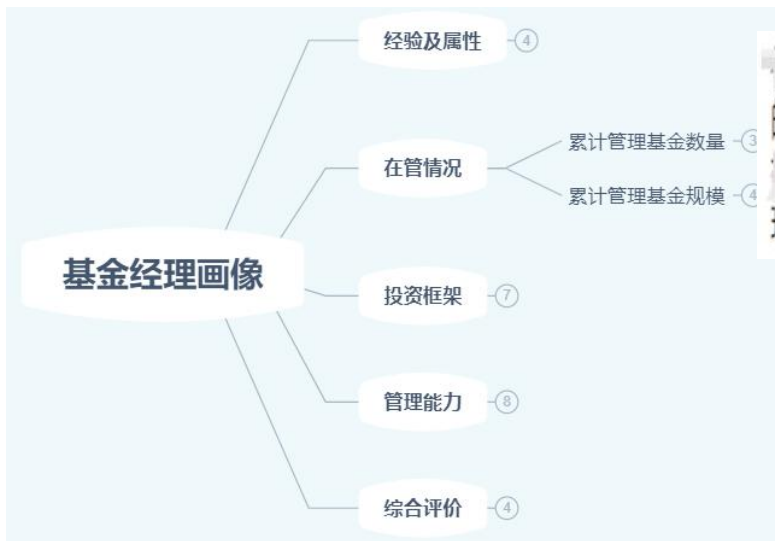 基金经理画像
经验及属性 4
在管情况
累计管理基金数量 3
累计管理基金规模 4
投资框架 7
管理能力 8
综合评价 4